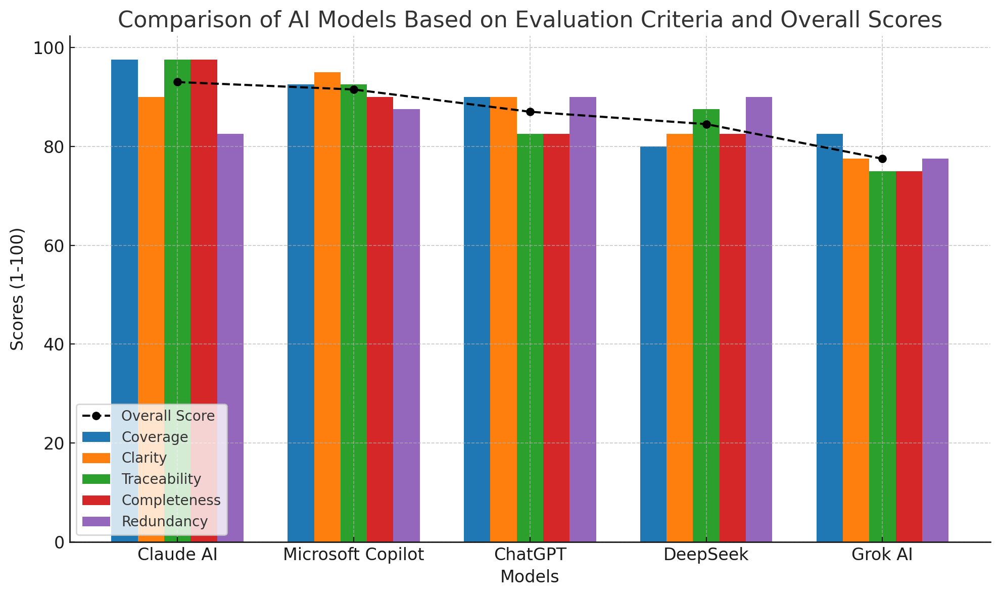 Comparison of AI Models Based on Evaluation Criteria and Overall Scores
Scores (1-100)
100
80
60
40
20
0
Overall Score
Coverage
Clarity
Traceability
Completeness
Redundancy
Claude AI
Microsoft Copilot
ChatGPT
DeepSeek
Grok AI
Models